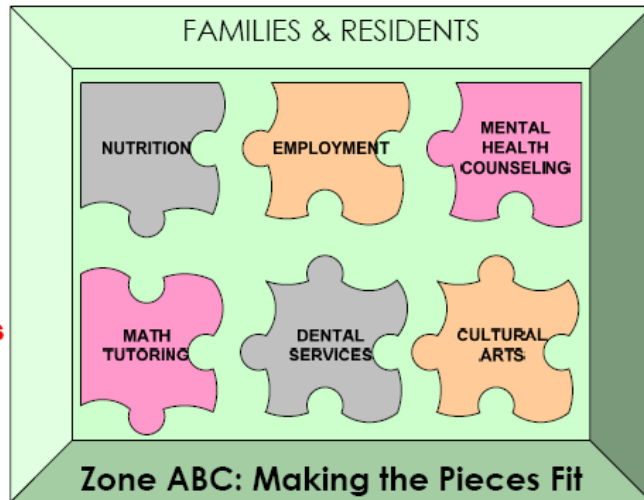 FAMILIES & RESIDENTS
NUTRITION
EMPLOYMENT
MENTAL
HEALTH
COUNSELING
MATH
TUTORING
DENTAL
SERVICES
CULTURAL
ARTS
Zone ABC: Making the Pieces Fit